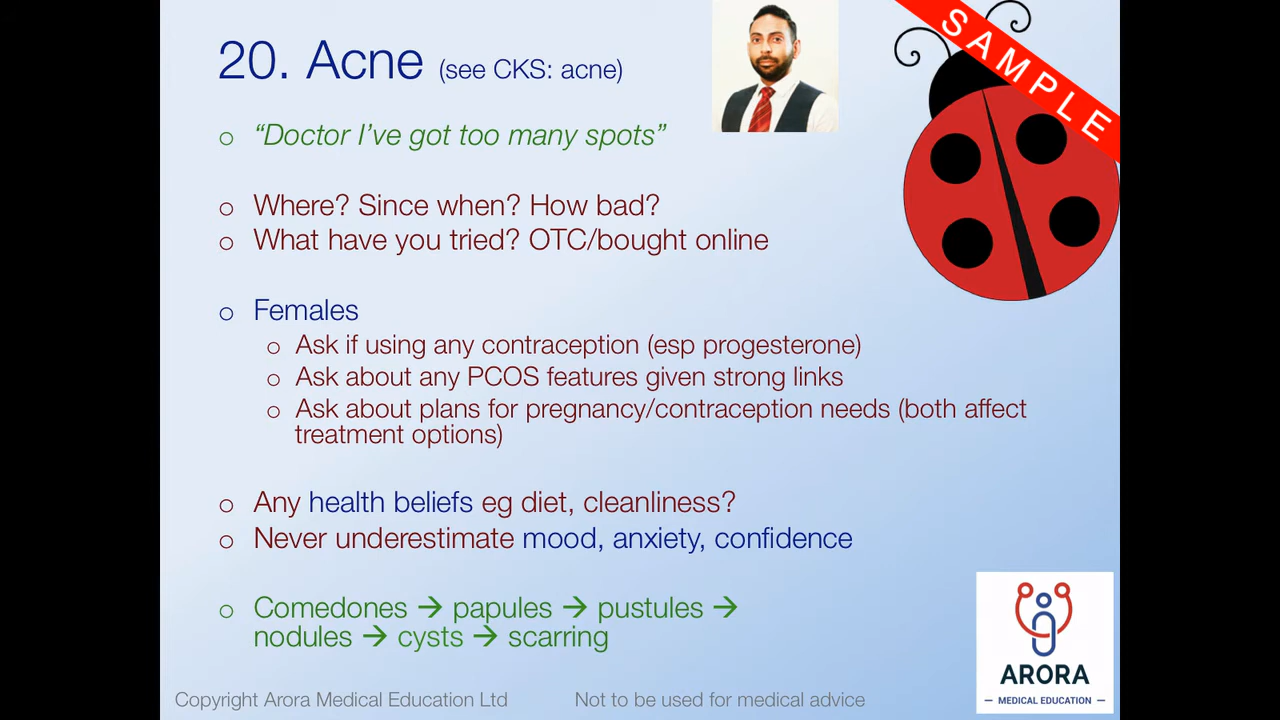 20. Acne (see CKS: acne)
SAMPLE
“Doctor I’ve got too many spots”
Where? Since when? How bad?
What have you tried? OTC/bought online
Females
Ask if using any contraception (esp progesterone)
Ask about any PCOS features given strong links
Ask about plans for pregnancy/contraception needs (both affect
treatment options)
Any health beliefs eg diet, cleanliness?
Never underestimate mood, anxiety, confidence
Comedones → papules → pustules →
nodules → cysts → scarring
ARORA
MEDICAL EDUCATION
Copyright Arora Medical Education Ltd
Not to be used for medical advice